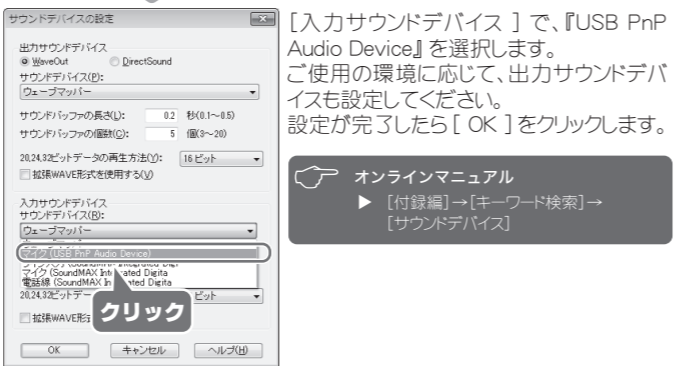 サウンドデバイスの設定
出力サウンドデバイス
WaveOut DirectSound
サウンドデバイス(P):
ウェーブマッパー
サウンドバッファの長さ(L): 0.2 秒(0.1～0.5)
サウンドバッファの個数(C): 5 個(3～20)
20,24,32ビットデータの再生方法(Y): 16 ビット
拡張WAVE形式を使用する(V)
入力サウンドデバイス
サウンドデバイス(R):
ウェーブマッパー
マイク (USB PnP Audio Device)
マイク (SoundMAX Integrated Digita
電話線 (SoundMAX In ated Digita
20,24,32ビットデー ビット
拡張WAVE形
クリック
OK キャンセル ヘルプ(H)
[入力サウンドデバイス ] で、『USB PnP
Audio Device』を選択します。
ご使用の環境に応じて、出力サウンドデバ
イスも設定してください。
設定が完了したら [ OK ] をクリックします。
オンラインマニュアル
▶ [付録編]→[キーワード検索]→
[サウンドデバイス]